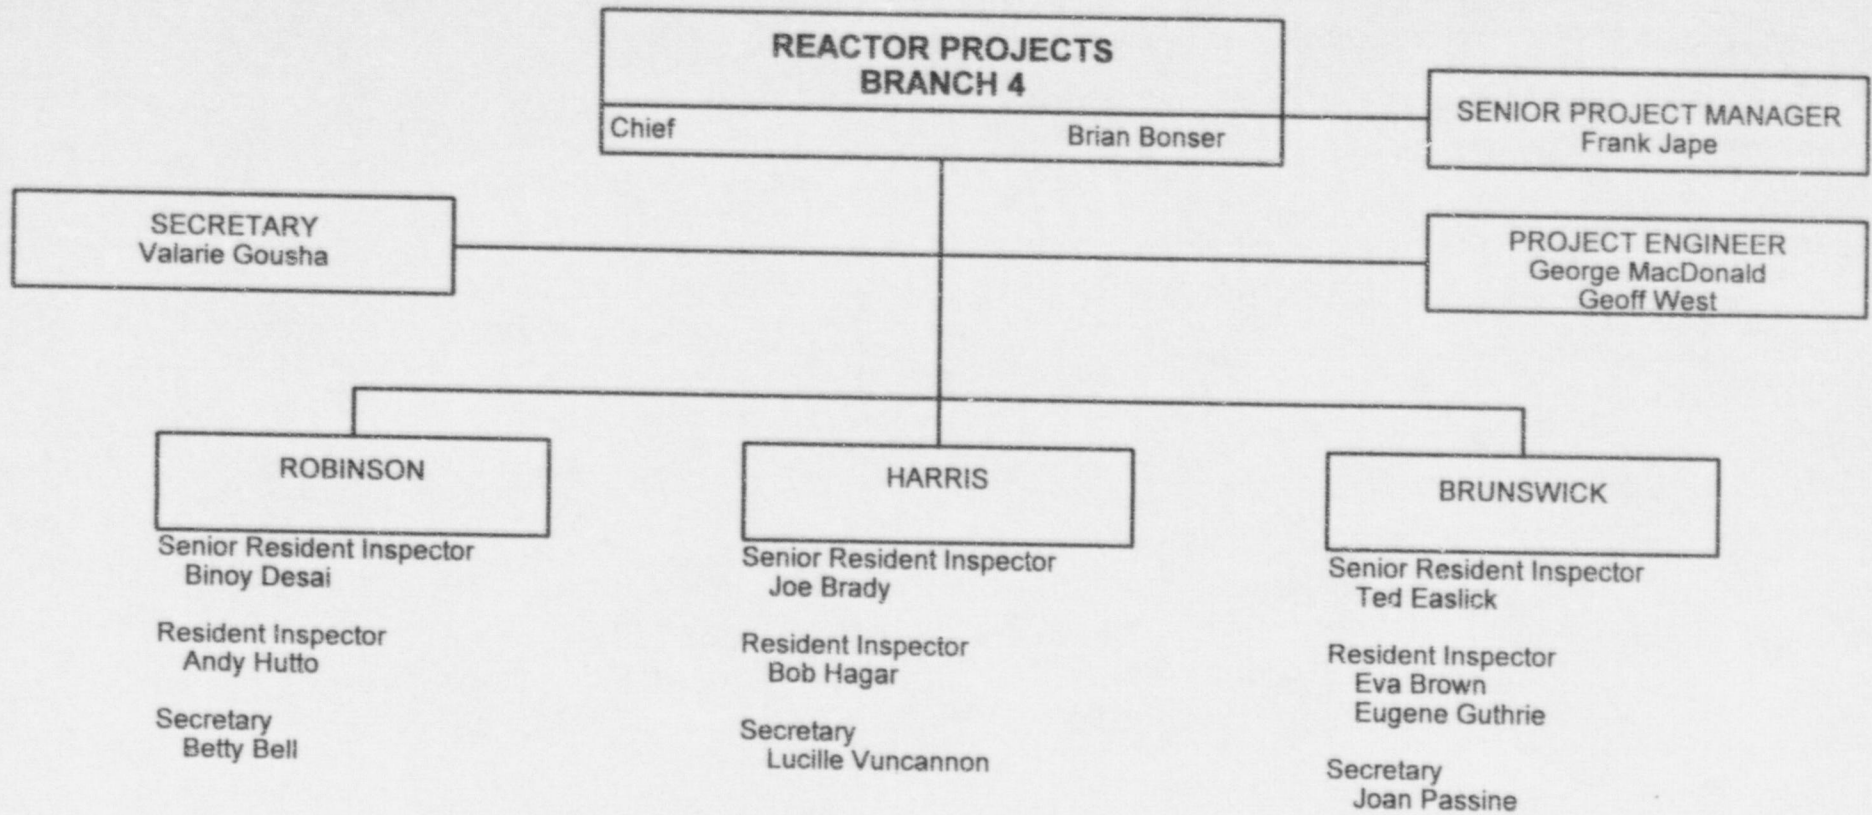 REACTOR PROJECTS
BRANCH 4
Chief Brian Bonser
SENIOR PROJECT MANAGER
Frank Jape
SECRETARY
Valarie Gousha
PROJECT ENGINEER
George MacDonald
Geoff West
ROBINSON
Senior Resident Inspector
Binoy Desai
Resident Inspector
Andy Hutto
Secretary
Betty Bell
HARRIS
Senior Resident Inspector
Joe Brady
Resident Inspector
Bob Hagar
Secretary
Lucille Vuncannon
BRUNSWICK
Senior Resident Inspector
Ted Easlick
Resident Inspector
Eva Brown
Eugene Guthrie
Secretary
Joan Passine